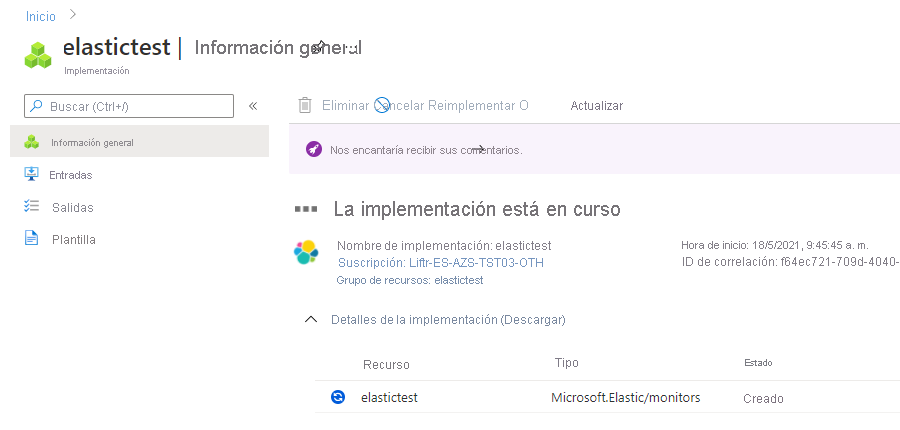 Inicio
elastictest | Información general
Implementación
Buscar (Ctrl+/)
«
Eliminar Cancelar Reimplementar O
Actualizar
Información general
Entradas
Salidas
Plantilla
Nos encantaría recibir sus comentarios.
La implementación está en curso
Nombre de implementación: elastictest
Suscripción: Liftr-ES-AZS-TST03-OTH
Grupo de recursos: elastictest
Hora de inicio: 18/5/2021, 9:45:45 a. m.
ID de correlación: f64ec721-709d-4040-
Detalles de la implementación (Descargar)
Recurso Tipo Estado
elastictest Microsoft.Elastic/monitors Creado